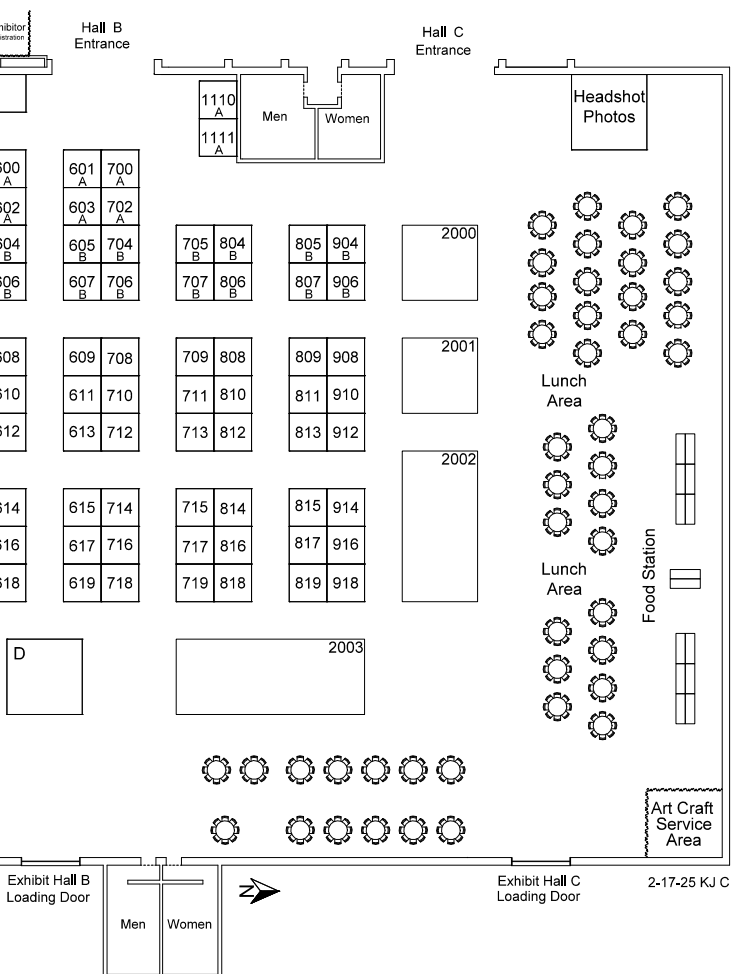 Hall B
Entrance
Hall C
Entrance
1110
A
1111
A
Men
Women
Headshot
Photos
601 700
A A
603 702
A A
605 704
B B
607 706
B B
705 804
B B
707 806
B B
805 904
B B
807 906
B B
2000
609 708
611 710
613 712
709 808
711 810
713 812
809 908
811 910
813 912
2001
Lunch
Area
2002
615 714
617 716
619 718
715 814
717 816
719 818
815 914
817 916
819 918
Lunch
Area
Food Station
D
2003
Art Craft
Service
Area
Exhibit Hall B
Loading Door
N
Exhibit Hall C
Loading Door
2-17-25 KJ C
Men
Women